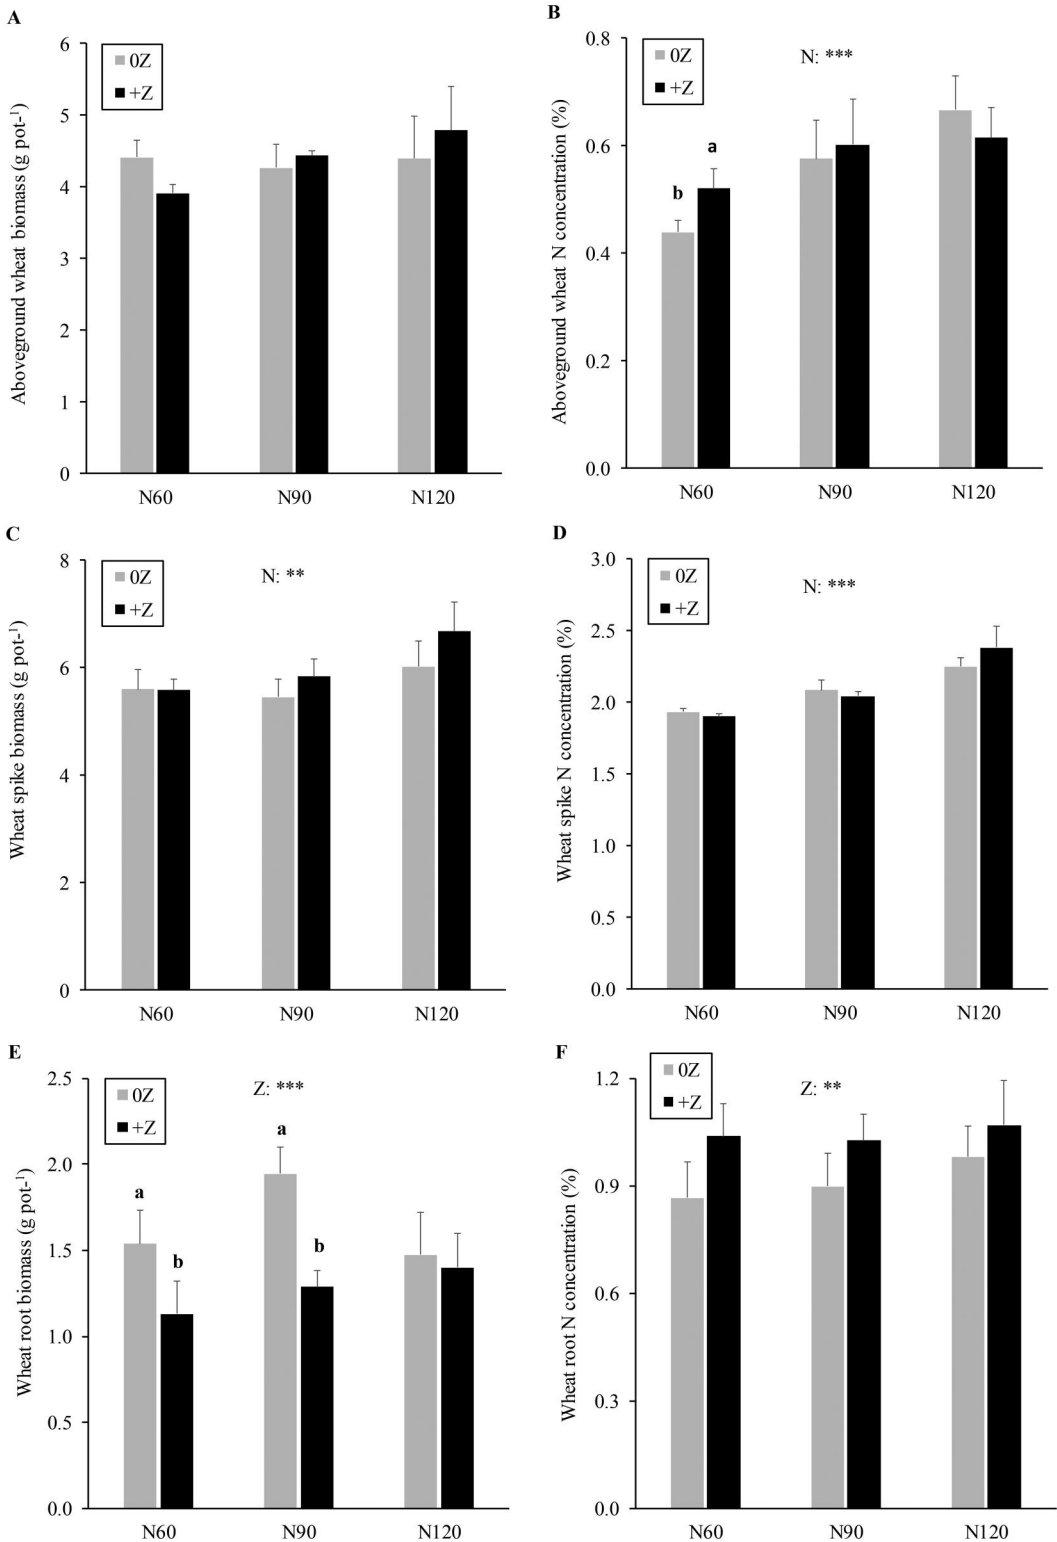 A
Aboveground wheat biomass (g pot-¹)
6
5
4
3
2
1
0
0Z
+Z
N60 N90 N120
B
Aboveground wheat N concentration (%)
0.8
0.6
0.4
0.2
0.0
0Z
+Z
N: ***
b
a
N60 N90 N120
C
Wheat spike biomass (g pot-¹)
8
6
4
2
0
0Z
+Z
N: **
N60 N90 N120
D
Wheat spike N concentration (%)
3.0
2.5
2.0
1.5
1.0
0.5
0.0
0Z
+Z
N: ***
N60 N90 N120
E
Wheat root biomass (g pot-¹)
2.5
2.0
1.5
1.0
0.5
0.0
0Z
+Z
Z: ***
a
b
a
b
N60 N90 N120
F
Wheat root N concentration (%)
1.2
0.9
0.6
0.3
0.0
0Z
+Z
Z: **
N60 N90 N120